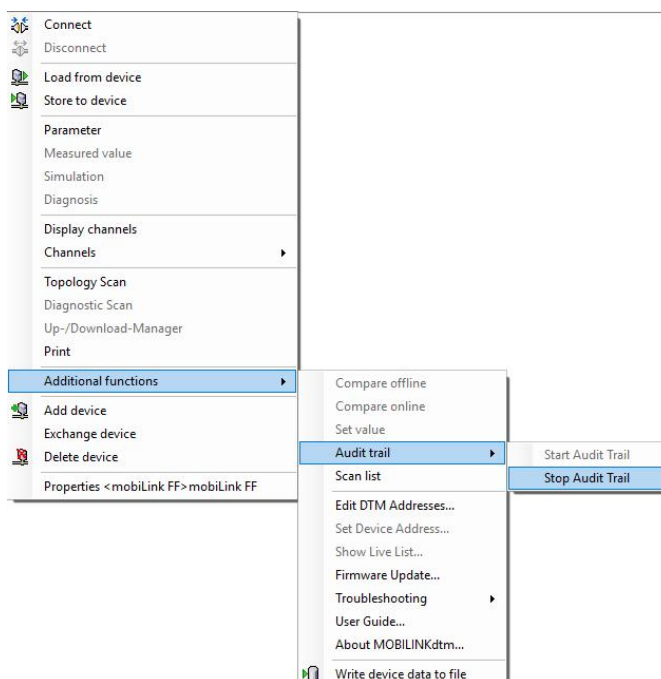 Connect
Disconnect
Load from device
Store to device
Parameter
Measured value
Simulation
Diagnosis
Display channels
Channels
Topology Scan
Diagnostic Scan
Up-/Download-Manager
Print
Additional functions
Add device
Exchange device
Delete device
Properties <mobiLink FF>mobiLink FF
Compare offline
Compare online
Set value
Audit trail
Scan list
Edit DTM Addresses...
Set Device Address...
Show Live List...
Firmware Update...
Troubleshooting
User Guide...
About MOBILINKdtm...
Write device data to file
Start Audit Trail
Stop Audit Trail